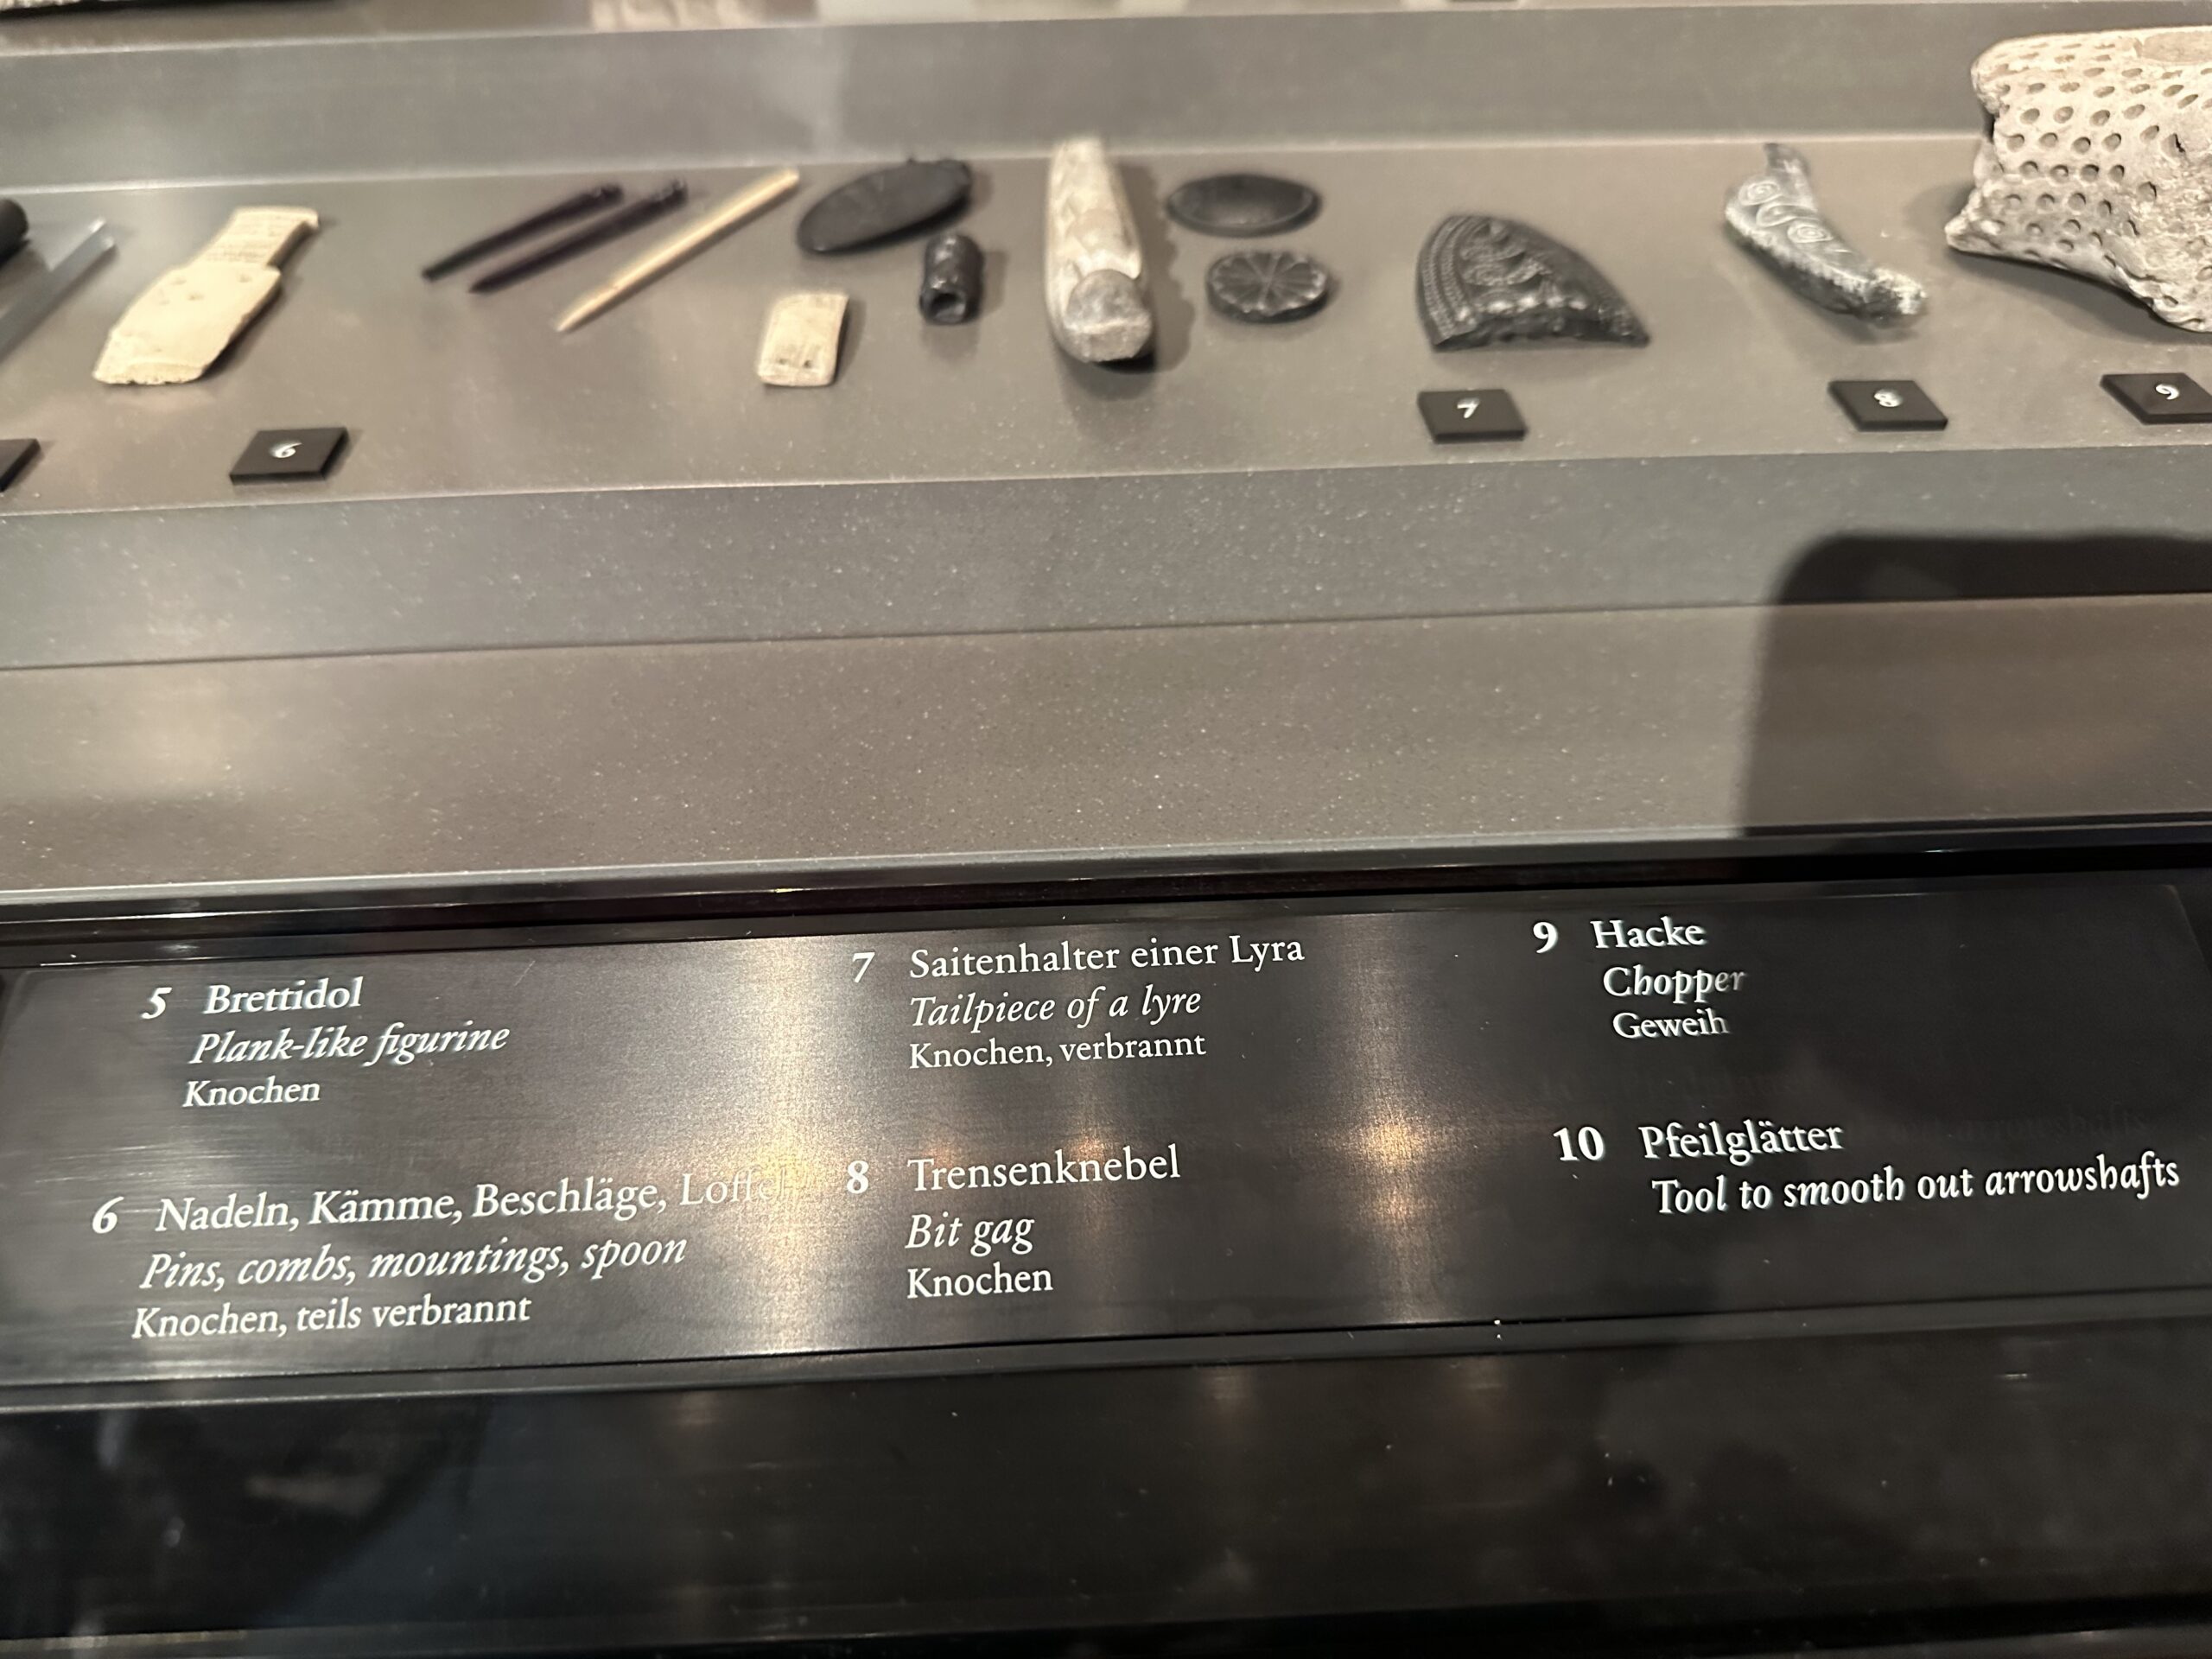 6
7
8
9
5 Brettidol
Plank-like figurine
Knochen
6 Nadeln, Kämme, Beschläge, Löffel
Pins, combs, mountings, spoon
Knochen, teils verbrannt
7 Saitenhalter einer Lyra
Tailpiece of a lyre
Knochen, verbrannt
8 Trensenknebel
Bit gag
Knochen
9 Hacke
Chopper
Geweih
10 Pfeilglätter
Tool to smooth out arrowshafts